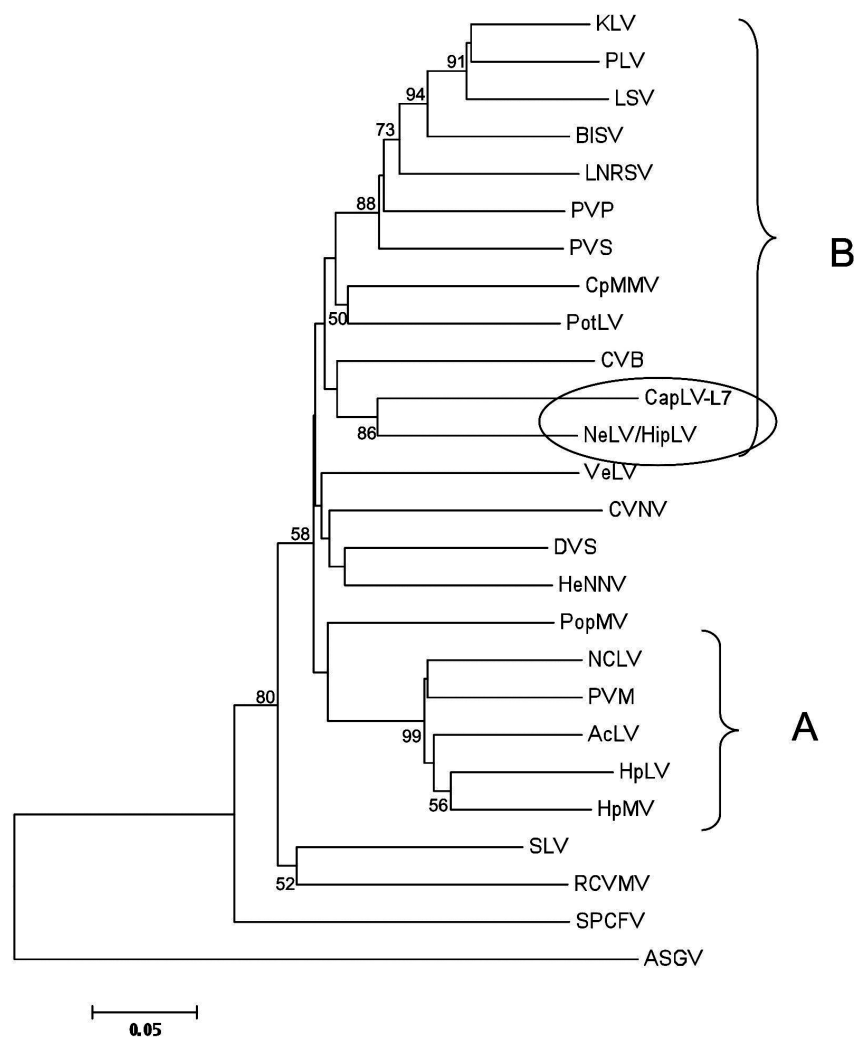 KLV
91
PLV
94
LSV
73
BISV
LNRSV
88
PVP
PVS
B
CpMMV
50
PotLV
CVB
CapLV-L7
86
NeLV/HipLV
VeLV
CVNV
58
DVS
HeNNV
PopMV
NCLV
80
PVM
A
99
AcLV
HpLV
56
HpMV
SLV
52
RCVMV
SPCFV
ASGV
0.05